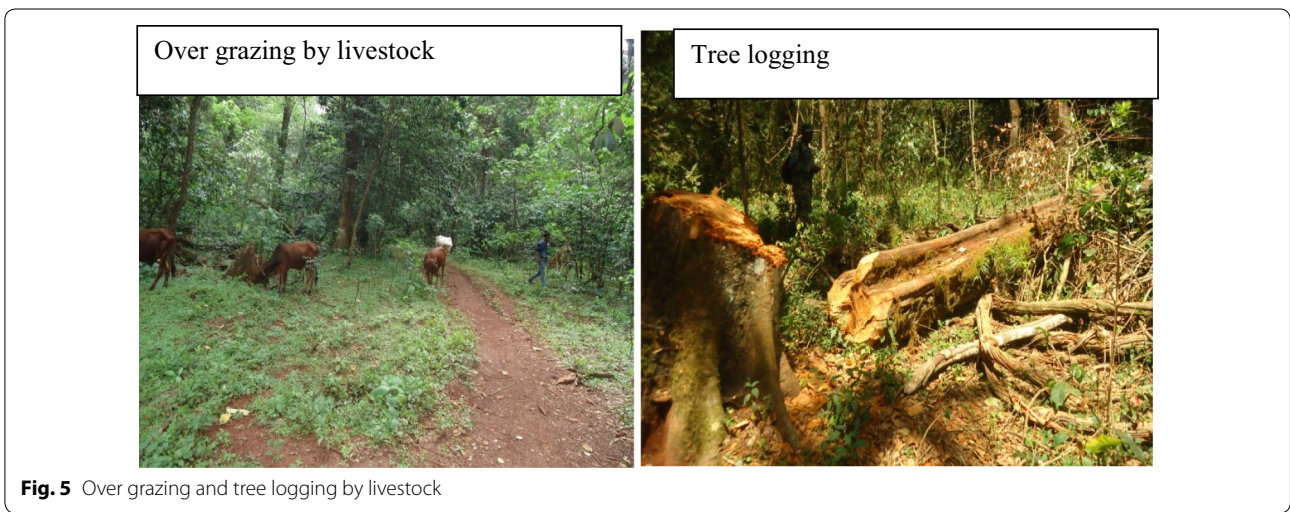 Over grazing by livestock
Tree logging
Fig. 5 Over grazing and tree logging by livestock